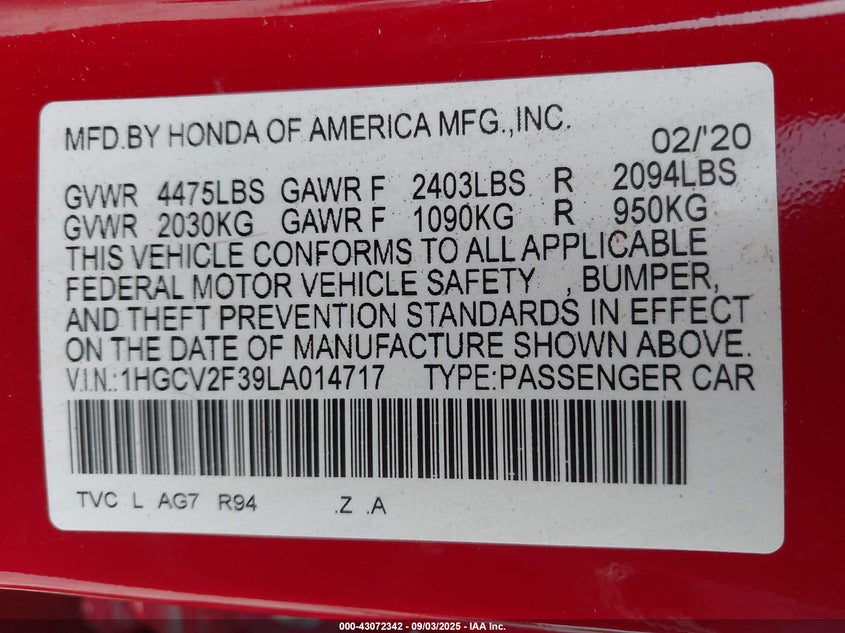 MFD.BY HONDA OF AMERICA MFG.,INC. 02/'20
GVWR 4475LBS GAWR F 2403LBS R 2094LBS
GVWR 2030KG GAWR F 1090KG R 950KG
THIS VEHICLE CONFORMS TO ALL APPLICABLE
FEDERAL MOTOR VEHICLE SAFETY , BUMPER,
AND THEFT PREVENTION STANDARDS IN EFFECT
ON THE DATE OF MANUFACTURE SHOWN ABOVE.
V.I.N.:1HGCV2F39LA014717 TYPE:PASSENGER CAR
TVC L AG7 R94 .Z .A
000-43072342 - 09/03/2025 - IAA Inc.